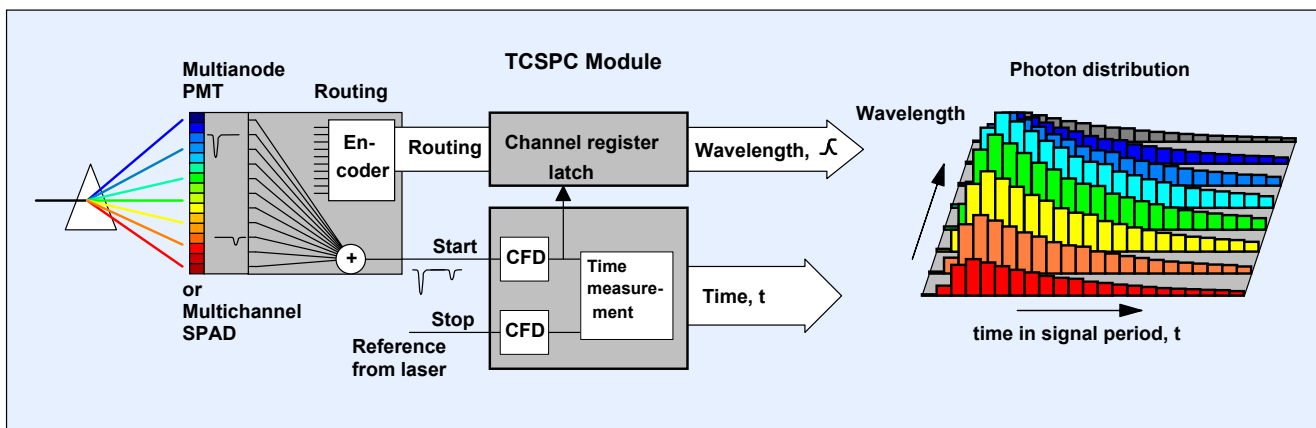 TCSPC Module
Multianode
PMT
Routing
Photon distribution
Wavelength
En-
coder
Routing
Channel register
latch
Wavelength,
+
Start
CFD
Time
measure-
ment
Time, t
or
Multichannel
SPAD
Stop
CFD
Reference
from laser
time in signal period, t